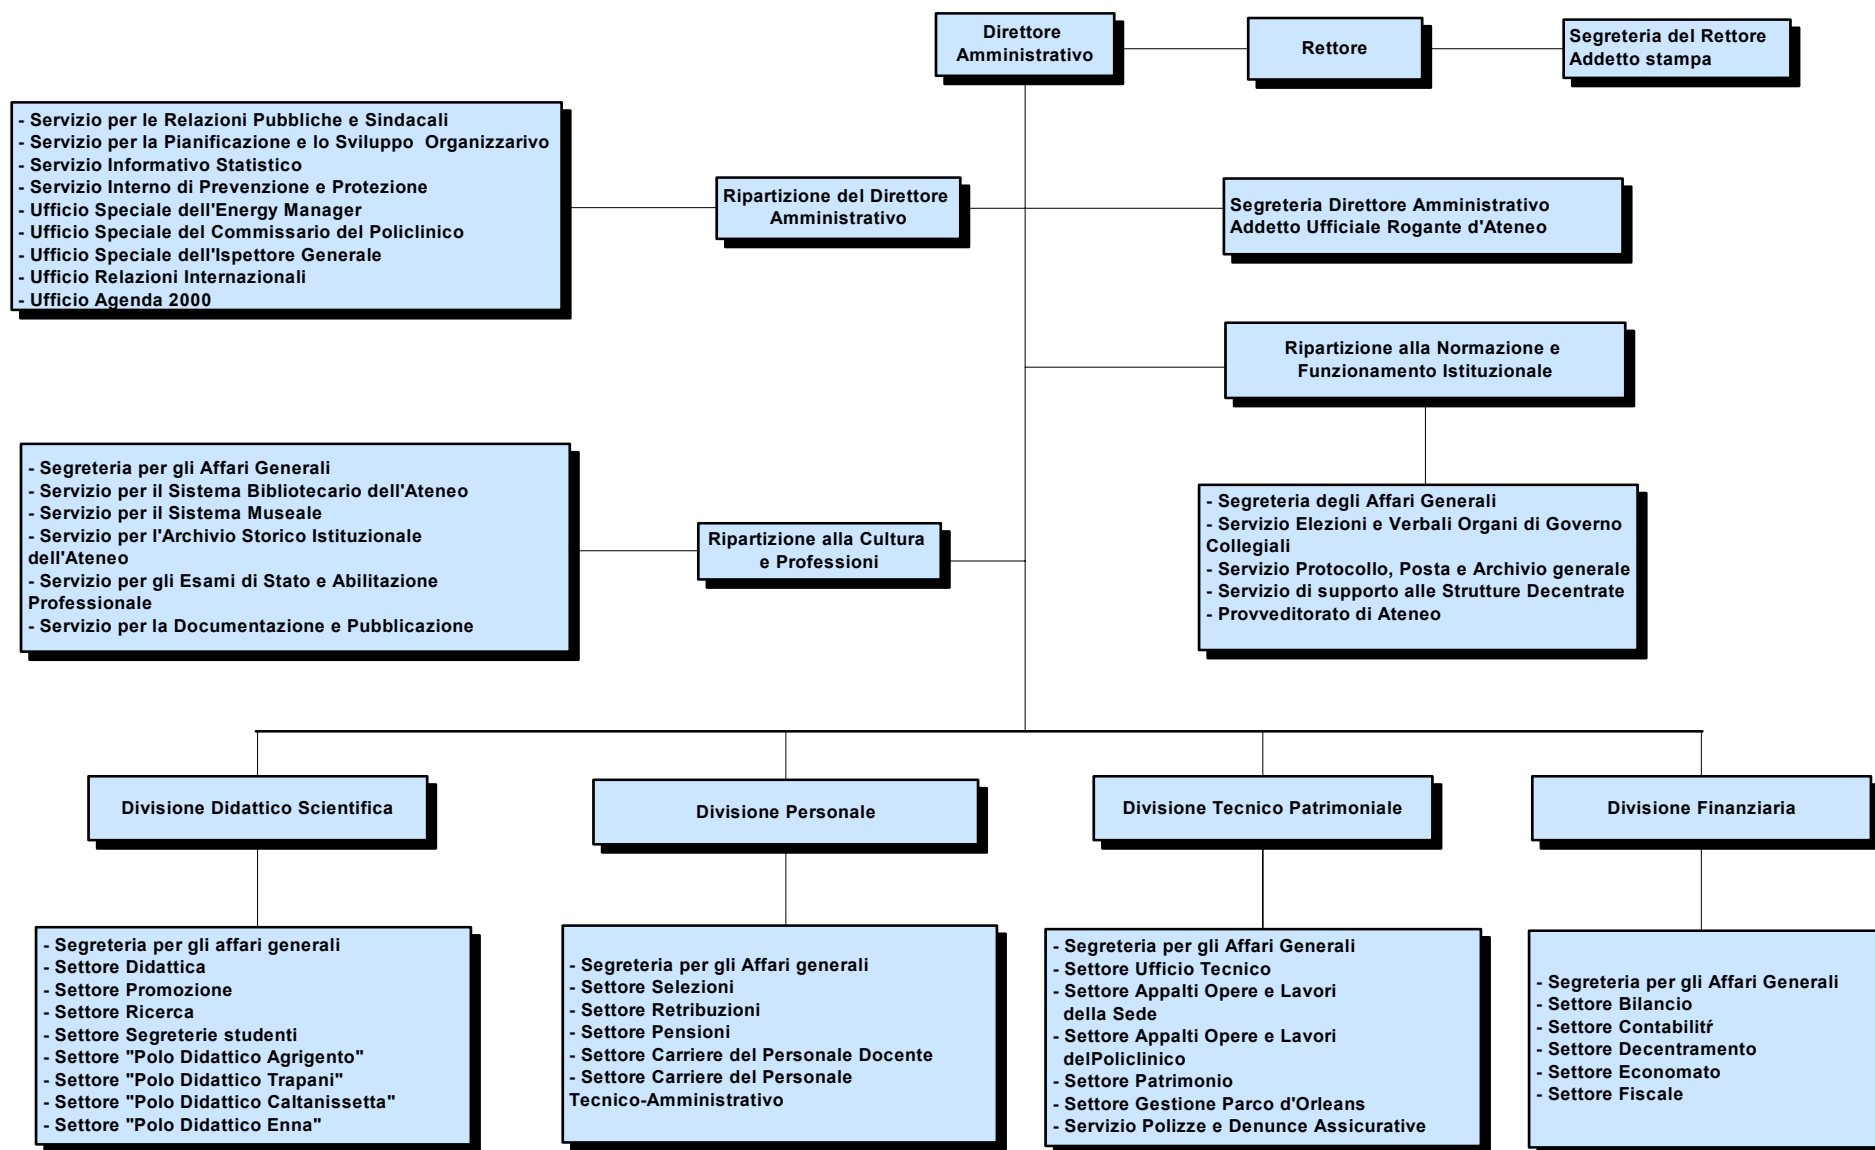 Direttore
Amministrativo
Rettore
Segreteria del Rettore
Addetto stampa
- Servizio per le Relazioni Pubbliche e Sindacali
- Servizio per la Pianificazione e lo Sviluppo Organizzarivo
- Servizio Informativo Statistico
- Servizio Interno di Prevenzione e Protezione
- Ufficio Speciale dell'Energy Manager
- Ufficio Speciale del Commissario del Policlinico
- Ufficio Speciale dell'Ispettore Generale
- Ufficio Relazioni Internazionali
- Ufficio Agenda 2000
Ripartizione del Direttore
Amministrativo
Segreteria Direttore Amministrativo
Addetto Ufficiale Rogante d'Ateneo
Ripartizione alla Normazione e
Funzionamento Istituzionale
- Segreteria per gli Affari Generali
- Servizio per il Sistema Bibliotecario dell'Ateneo
- Servizio per il Sistema Museale
- Servizio per l'Archivio Storico Istituzionale
dell'Ateneo
- Servizio per gli Esami di Stato e Abilitazione
Professionale
- Servizio per la Documentazione e Pubblicazione
Ripartizione alla Cultura
e Professioni
- Segreteria degli Affari Generali
- Servizio Elezioni e Verbali Organi di Governo
Collegiali
- Servizio Protocollo, Posta e Archivio generale
- Servizio di supporto alle Strutture Decentrate
- Provveditorato di Ateneo
Divisione Didattico Scientifica
Divisione Personale
Divisione Tecnico Patrimoniale
Divisione Finanziaria
- Segreteria per gli affari generali
- Settore Didattica
- Settore Promozione
- Settore Ricerca
- Settore Segreterie studenti
- Settore "Polo Didattico Agrigento"
- Settore "Polo Didattico Trapani"
- Settore "Polo Didattico Caltanissetta"
- Settore "Polo Didattico Enna"
- Segreteria per gli Affari generali
- Settore Selezioni
- Settore Retribuzioni
- Settore Pensioni
- Settore Carriere del Personale Docente
- Settore Carriere del Personale
Tecnico-Amministrativo
- Segreteria per gli Affari Generali
- Settore Ufficio Tecnico
- Settore Appalti Opere e Lavori
della Sede
- Settore Appalti Opere e Lavori
delPoliclinico
- Settore Patrimonio
- Settore Gestione Parco d'Orleans
- Servizio Polizze e Denunce Assicurative
- Segreteria per gli Affari Generali
- Settore Bilancio
- Settore Contabilitŕ
- Settore Decentramento
- Settore Economato
- Settore Fiscale